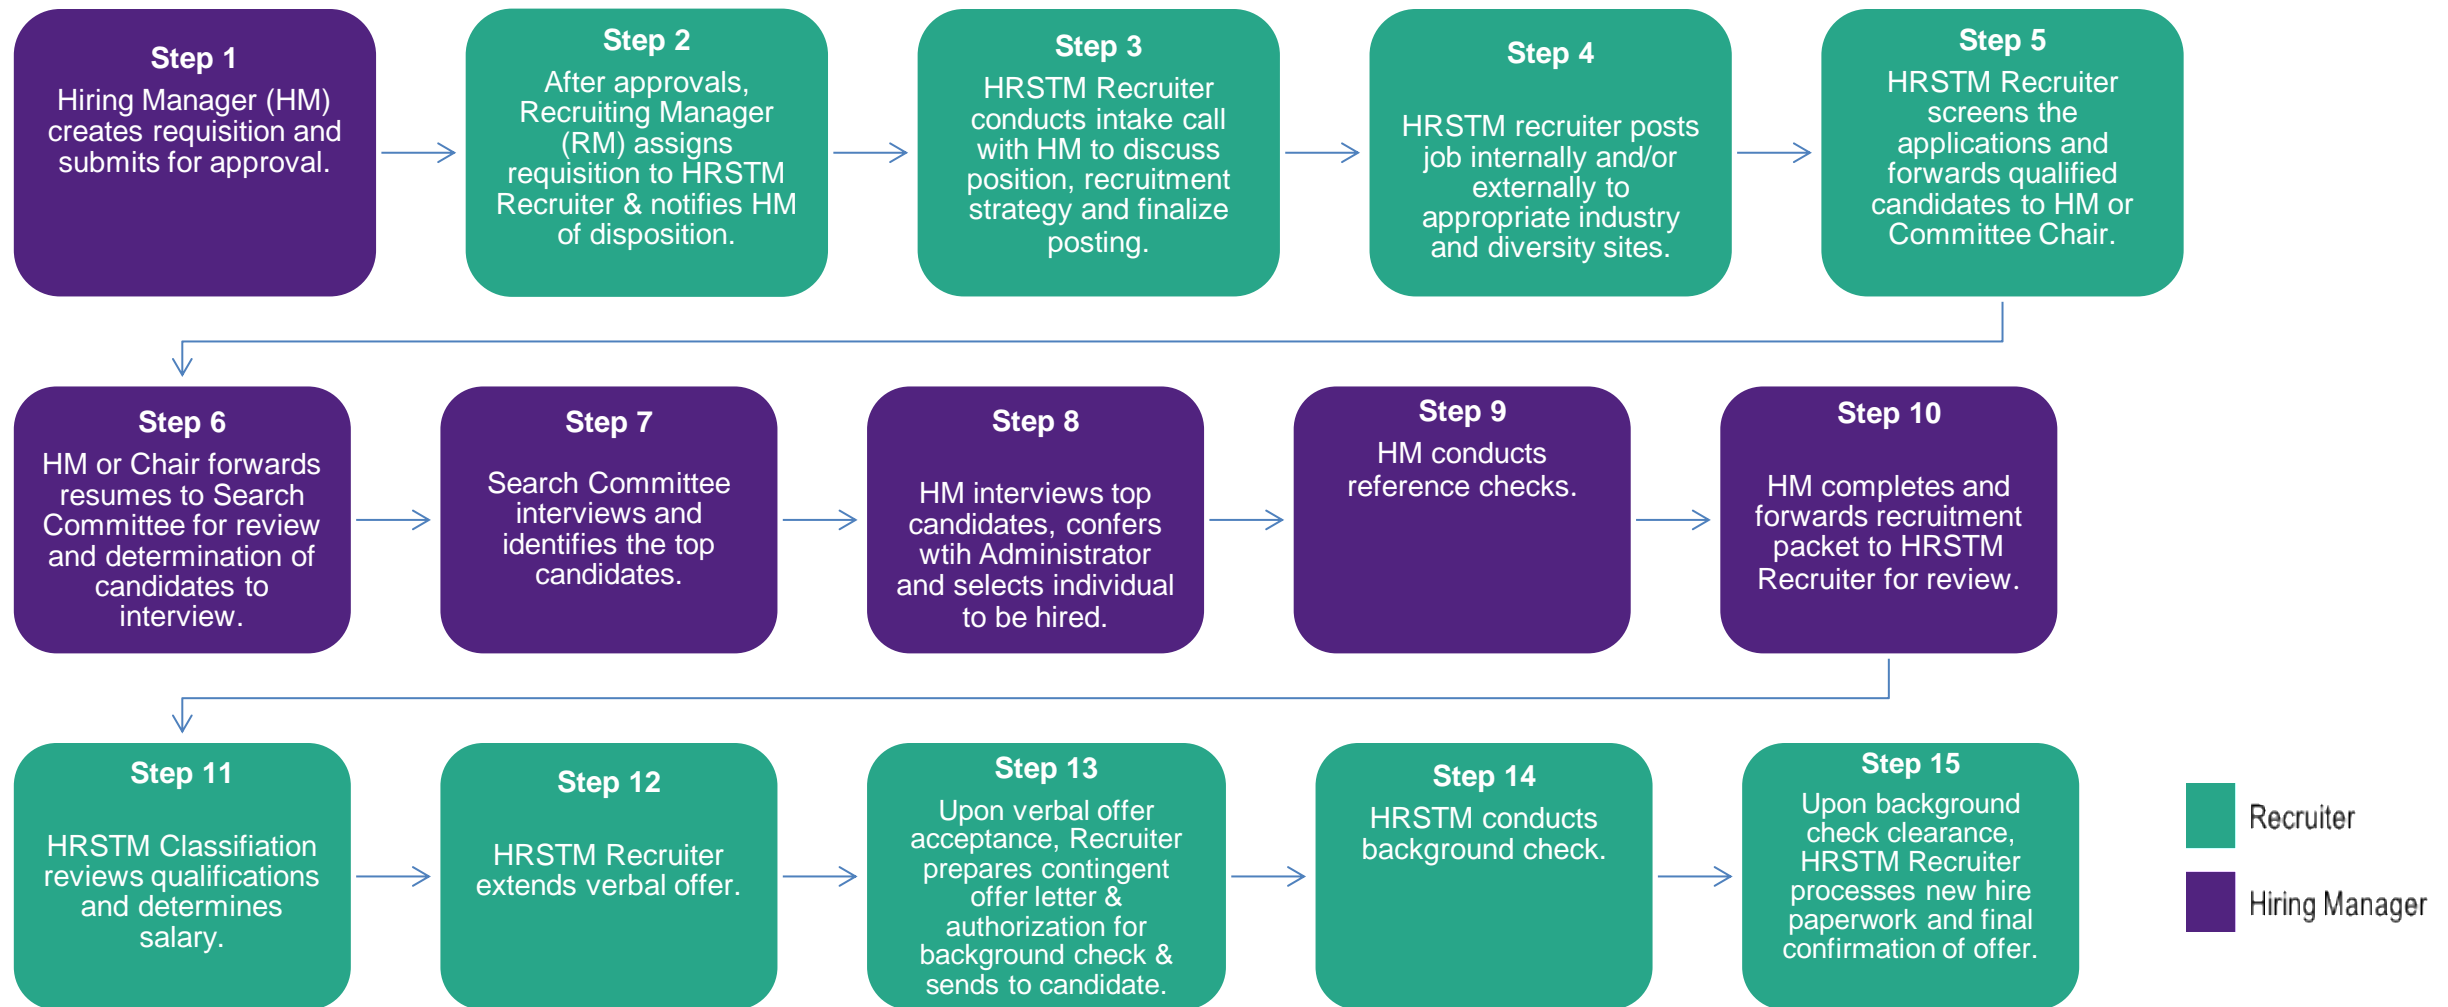 Step 1
Hiring Manager (HM)
creates requisition and
submits for approval.
Step 2
After approvals,
Recruiting Manager
(RM) assigns
requisition to HRSTM
Recruiter & notifies HM
of disposition.
Step 3
HRSTM Recruiter
conducts intake call
with HM to discuss
position, recruitment
strategy and finalize
posting.
Step 4
HRSTM recruiter posts
job internally and/or
externally to
appropriate industry
and diversity sites.
Step 5
HRSTM Recruiter
screens the
applications and
forwards qualified
candidates to HM or
Committee Chair.
Step 6
HM or Chair forwards
resumes to Search
Committee for review
and determination of
candidates to
interview.
Step 7
Search Committee
interviews and
identifies the top
candidates.
Step 8
HM interviews top
candidates, confers
wtih Administrator
and selects individual
to be hired.
Step 9
HM conducts
reference checks.
Step 10
HM completes and
forwards recruitment
packet to HRSTM
Recruiter for review.
Step 11
HRSTM Classifiation
reviews qualifications
and determines
salary.
Step 12
HRSTM Recruiter
extends verbal offer.
Step 13
Upon verbal offer
acceptance, Recruiter
prepares contingent
offer letter &
authorization for
background check &
sends to candidate.
Step 14
HRSTM conducts
background check.
Step 15
Upon background
check clearance,
HRSTM Recruiter
processes new hire
paperwork and final
confirmation of offer.
Recruiter
Hiring Manager